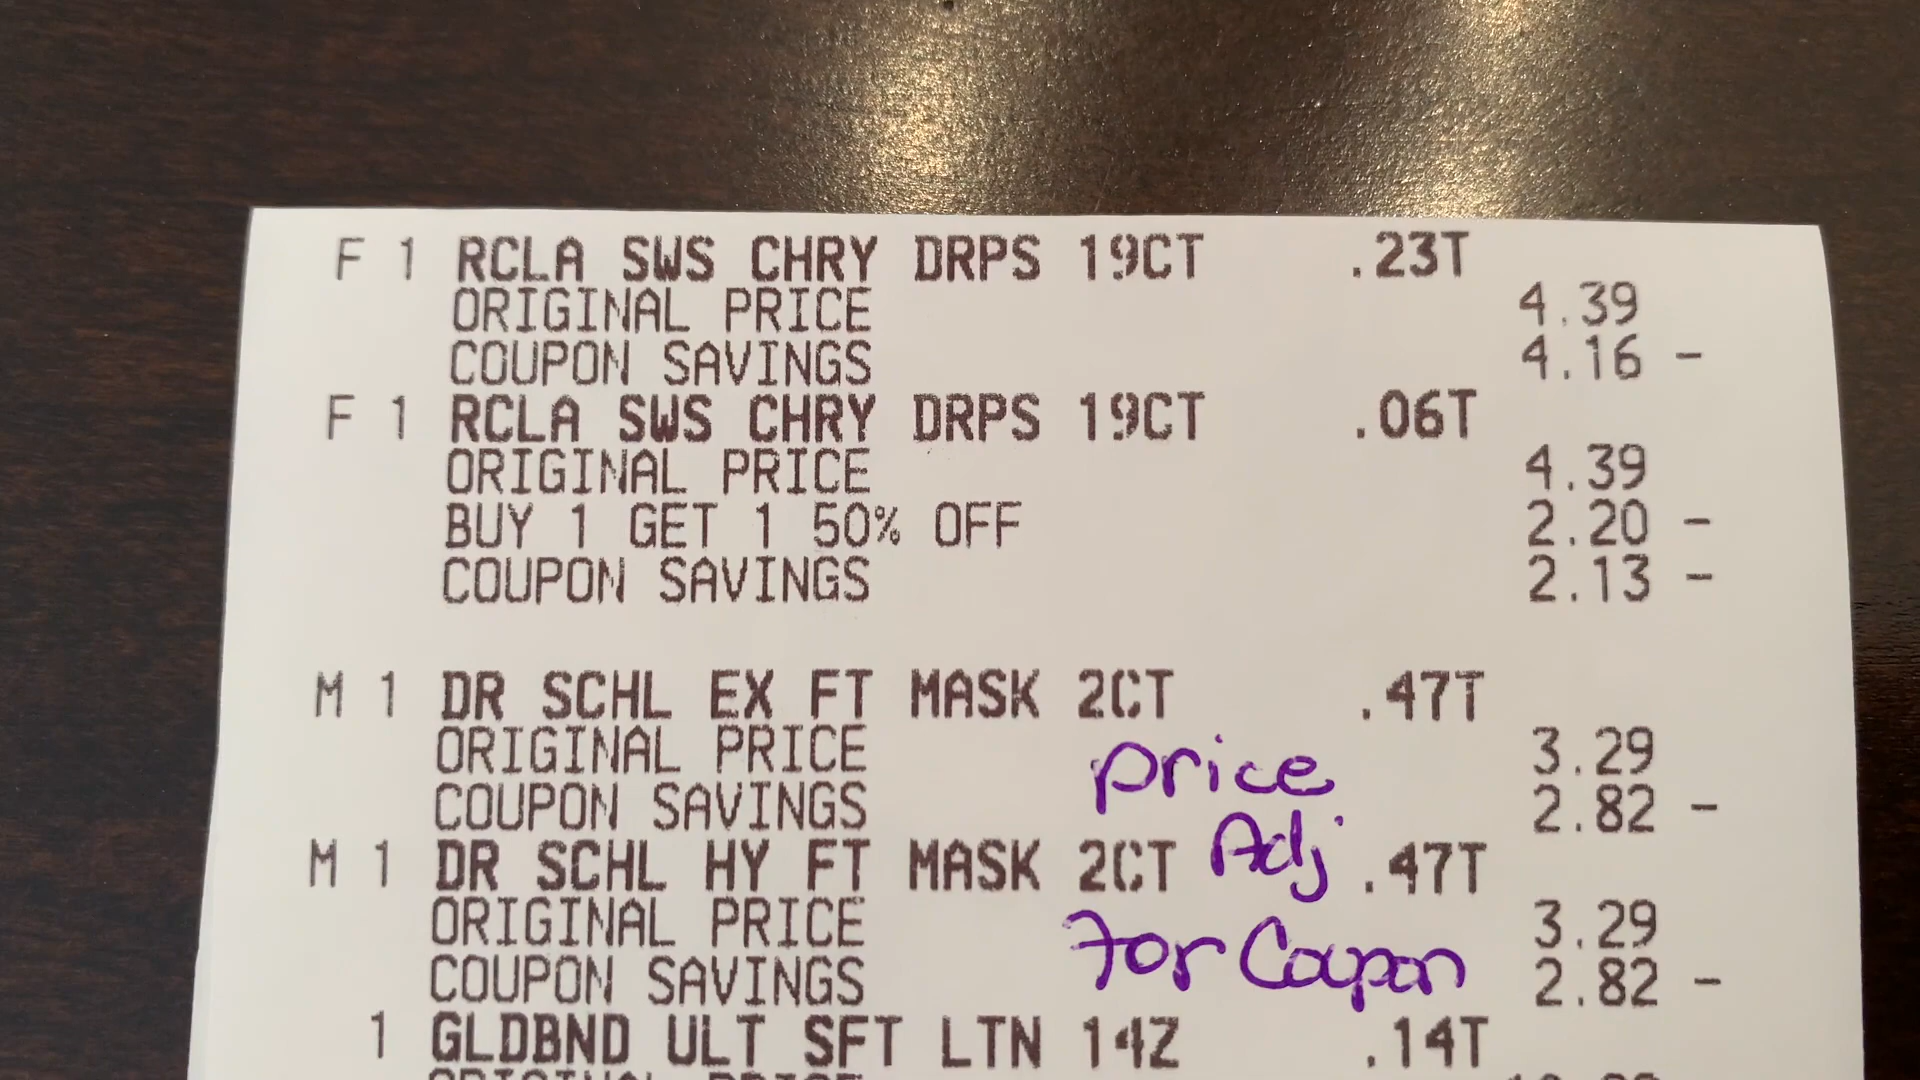 F 1 RCLA SWS CHRY DRPS 19CT .23T
ORIGINAL PRICE 4.39
COUPON SAVINGS 4.16 -
F 1 RCLA SWS CHRY DRPS 19CT .06T
ORIGINAL PRICE 4.39
BUY 1 GET 1 50% OFF 2.20 -
COUPON SAVINGS 2.13 -
M 1 DR SCHL EX FT MASK 2CT .47T
ORIGINAL PRICE 3.29
price
COUPON SAVINGS 2.82 -
M 1 DR SCHL HY FT MASK 2CT .47T
Adj
ORIGINAL PRICE 3.29
for Coupon
COUPON SAVINGS 2.82 -
1 GLDBND ULT SFT LTN 14Z .14T
ORIGINAL PRICE